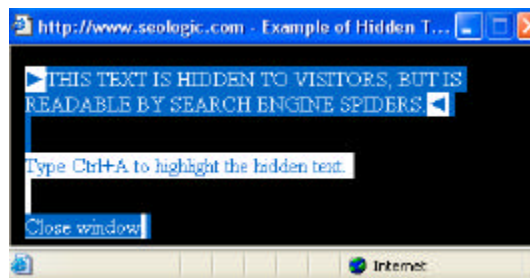 http://www.seologic.com - Example of Hidden T...
THIS TEXT IS HIDDEN TO VISITORS, BUT IS
READABLE BY SEARCH ENGINE SPIDERS.
Type Ctrl+A to highlight the hidden text.
Close window
Internet